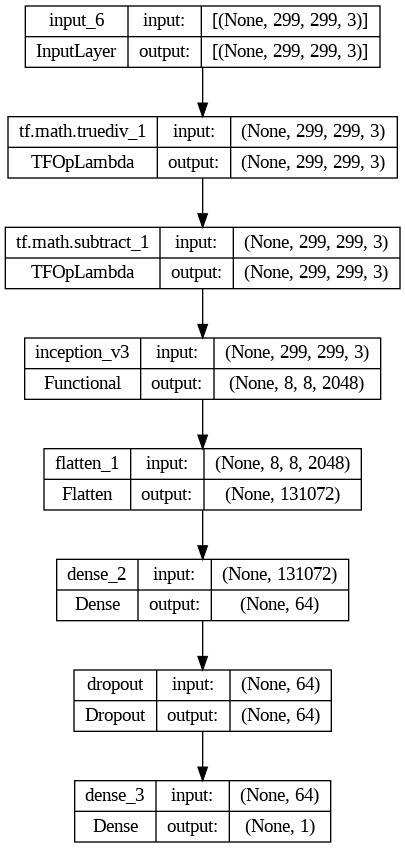 input_6 input: [(None, 299, 299, 3)]
InputLayer output: [(None, 299, 299, 3)]
tf.math.truediv_1 input: (None, 299, 299, 3)
TFOpLambda output: (None, 299, 299, 3)
tf.math.subtract_1 input: (None, 299, 299, 3)
TFOpLambda output: (None, 299, 299, 3)
inception_v3 input: (None, 299, 299, 3)
Functional output: (None, 8, 8, 2048)
flatten_1 input: (None, 8, 8, 2048)
Flatten output: (None, 131072)
dense_2 input: (None, 131072)
Dense output: (None, 64)
dropout input: (None, 64)
Dropout output: (None, 64)
dense_3 input: (None, 64)
Dense output: (None, 1)